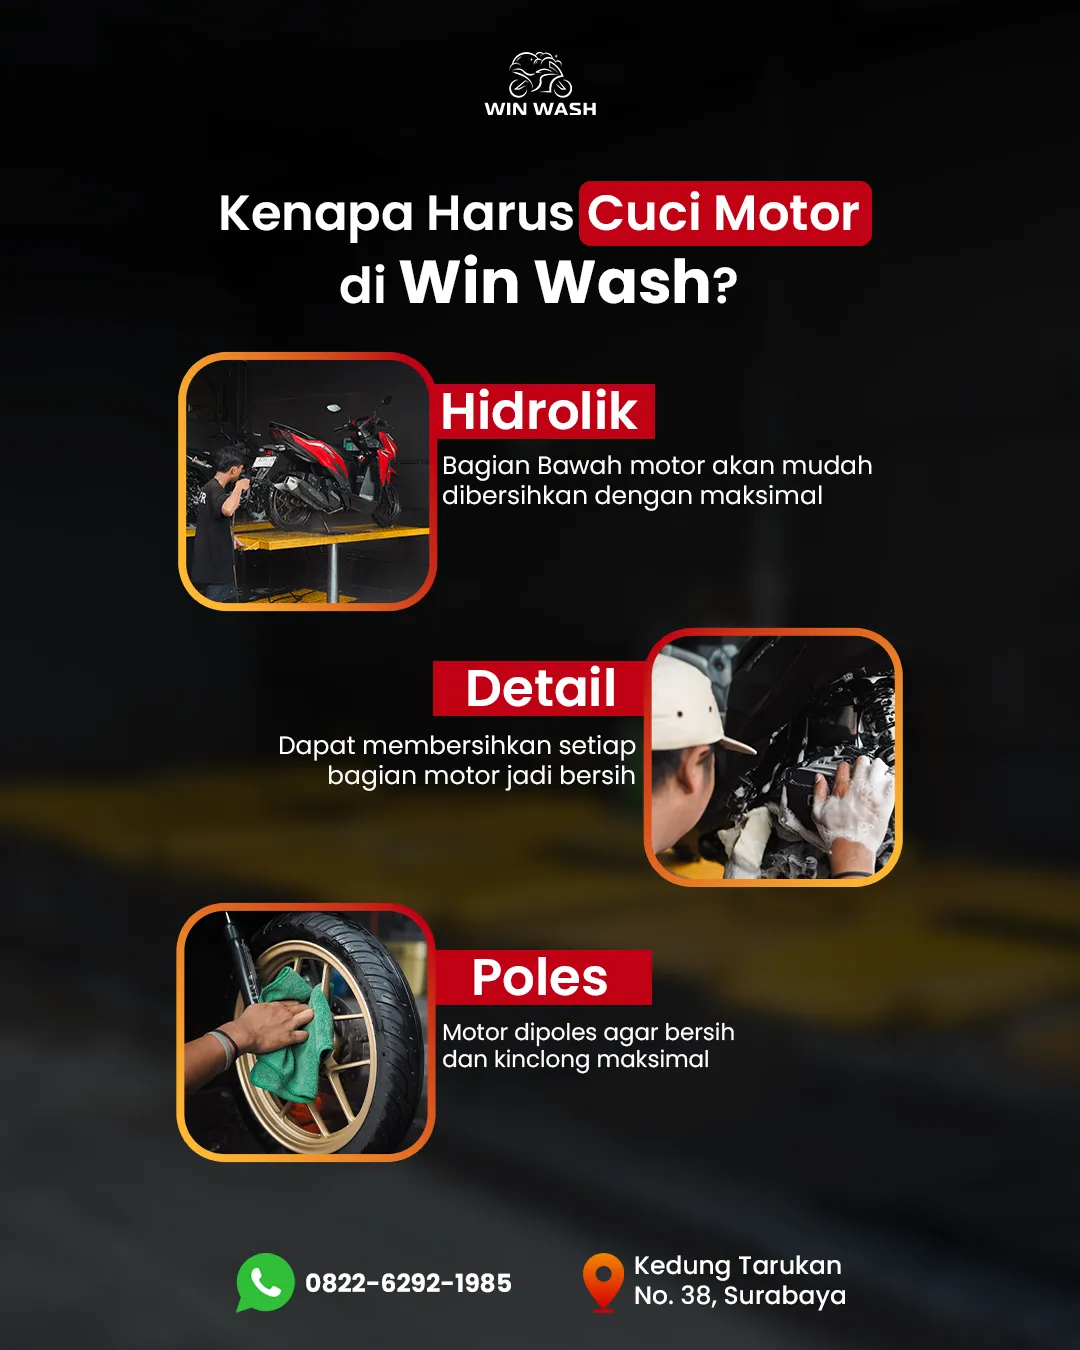 WIN WASH
Kenapa Harus Cuci Motor
di Win Wash?
Hidrolik
Bagian Bawah motor akan mudah
dibersihkan dengan maksimal
Detail
Dapat membersihkan setiap
bagian motor jadi bersih
Poles
Motor dipoles agar bersih
dan kinclong maksimal
0822-6292-1985
Kedung Tarukan
No. 38, Surabaya